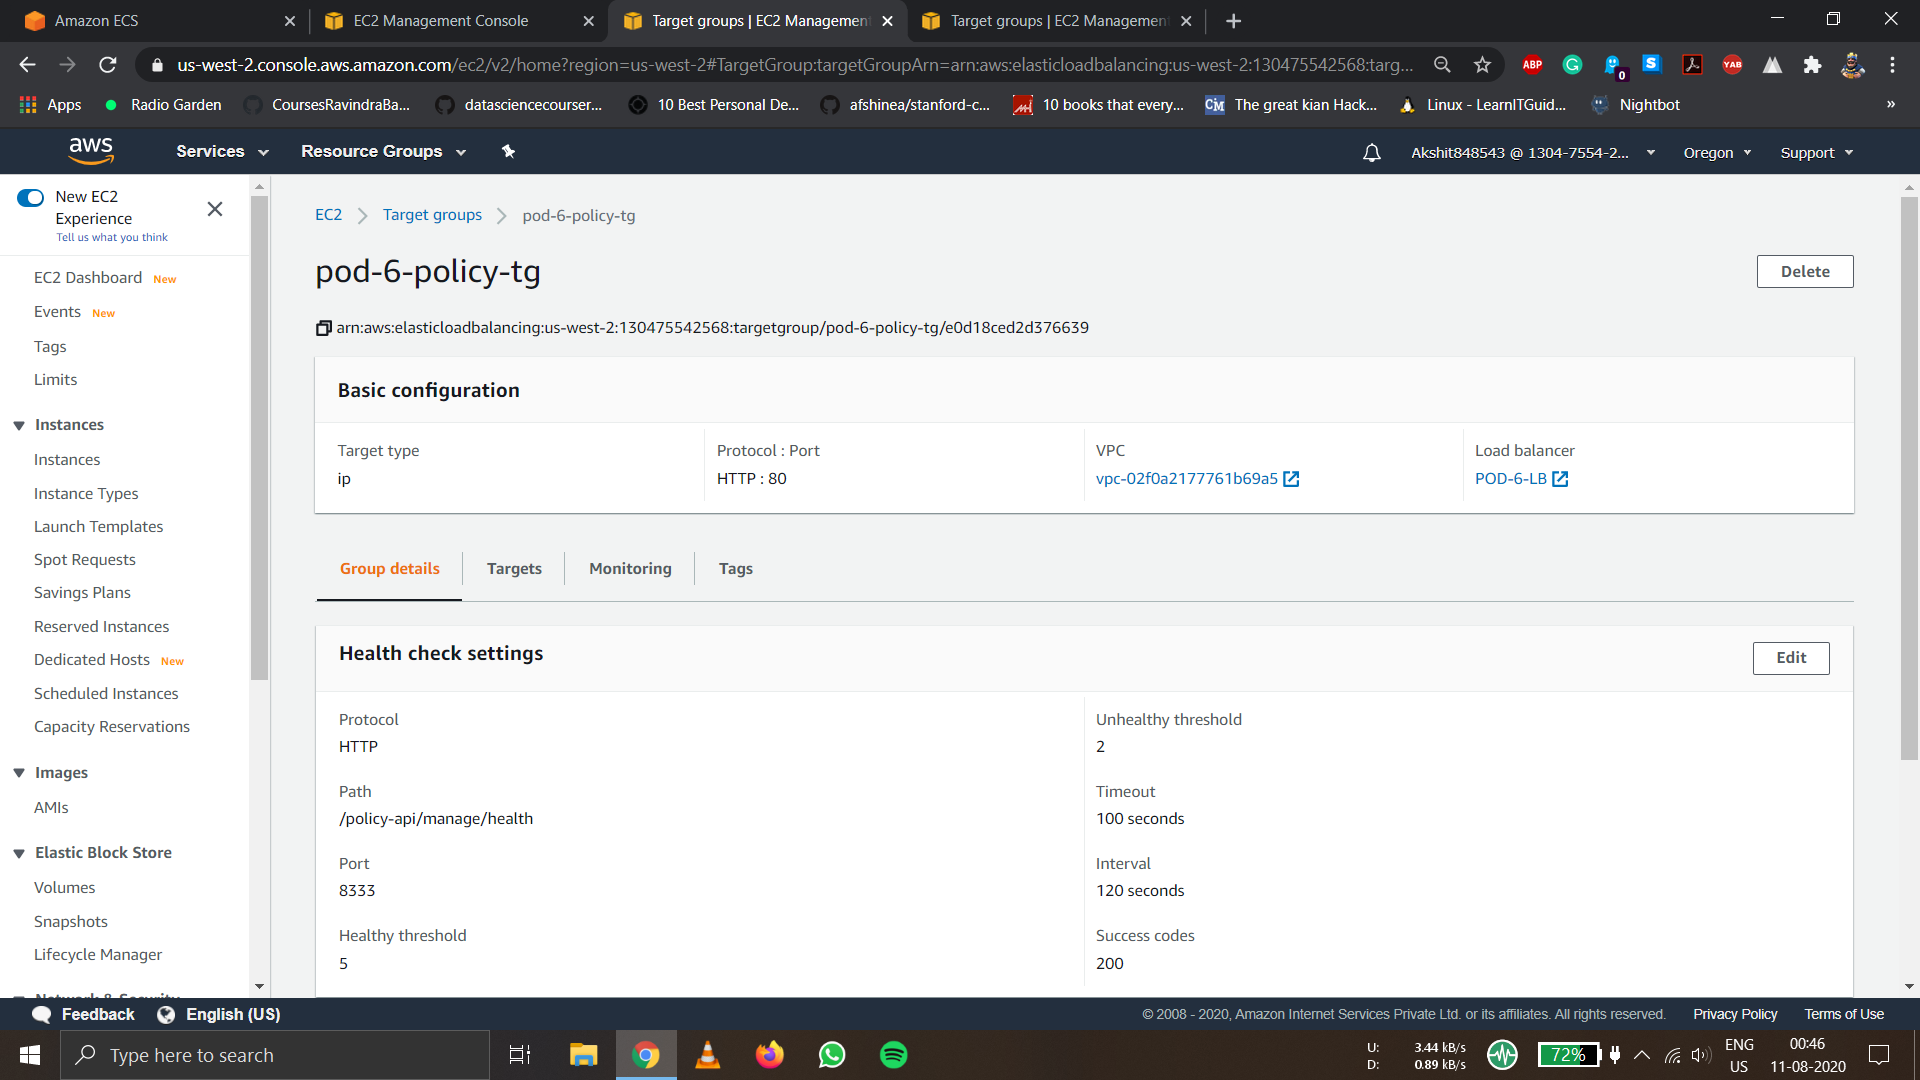 Amazon ECS
EC2 Management Console
Target groups | EC2 Management
Target groups | EC2 Management
us-west-2.console.aws.amazon.com/ec2/v2/home?region=us-west-2#TargetGroup:targetGroupArn=arn:aws:elasticloadbalancing:us-west-2:130475542568:targ...
ABP
0
S
YAB
Apps
Radio Garden
CoursesRavindraBa...
datasciencecourser...
10 Best Personal De...
afshinea/stanford-c...
10 books that every...
CM
The great kian Hack...
Linux - LearnITGuid...
Nightbot
»
aws
Services
Resource Groups
Akshit848543 @ 1304-7554-2...
Oregon
Support
New EC2
Experience
Tell us what you think
EC2 Dashboard New
Events New
Tags
Limits
Instances
Instances
Instance Types
Launch Templates
Spot Requests
Savings Plans
Reserved Instances
Dedicated Hosts New
Scheduled Instances
Capacity Reservations
Images
AMIs
Elastic Block Store
Volumes
Snapshots
Lifecycle Manager
Network & Security
EC2
Target groups
pod-6-policy-tg
pod-6-policy-tg
Delete
arn:aws:elasticloadbalancing:us-west-2:130475542568:targetgroup/pod-6-policy-tg/e0d18ced2d376639
Basic configuration
Target type
ip
Protocol : Port
HTTP : 80
VPC
vpc-02f0a2177761b69a5
Load balancer
POD-6-LB
Group details
Targets
Monitoring
Tags
Health check settings
Edit
Protocol
HTTP
Path
/policy-api/manage/health
Port
8333
Healthy threshold
5
Unhealthy threshold
2
Timeout
100 seconds
Interval
120 seconds
Success codes
200
Feedback
English (US)
© 2008 - 2020, Amazon Internet Services Private Ltd. or its affiliates. All rights reserved.
Privacy Policy
Terms of Use
Type here to search
U: 3.44 kB/s
D: 0.89 kB/s
72%
ENG
US
00:46
11-08-2020